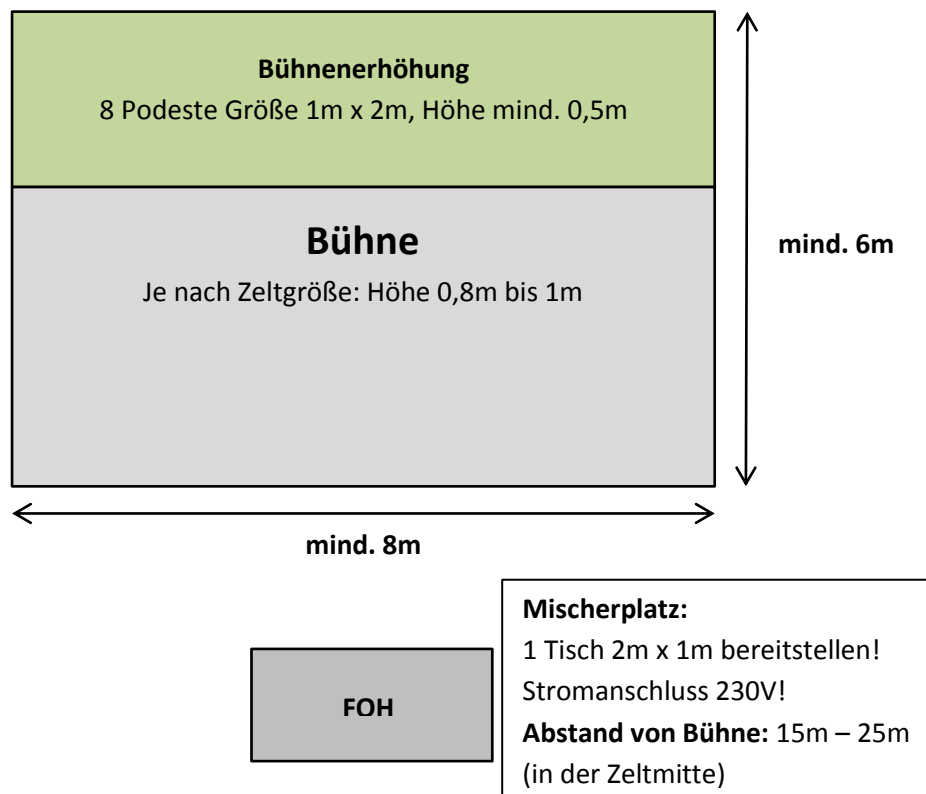 Bühnenerhöhung
8 Podeste Größe 1m x 2m, Höhe mind. 0,5m
Bühne
Je nach Zeltgröße: Höhe 0,8m bis 1m
mind. 6m
mind. 8m
FOH
Mischerplatz:
1 Tisch 2m x 1m bereitstellen!
Stromanschluss 230V!
Abstand von Bühne: 15m – 25m
(in der Zeltmitte)